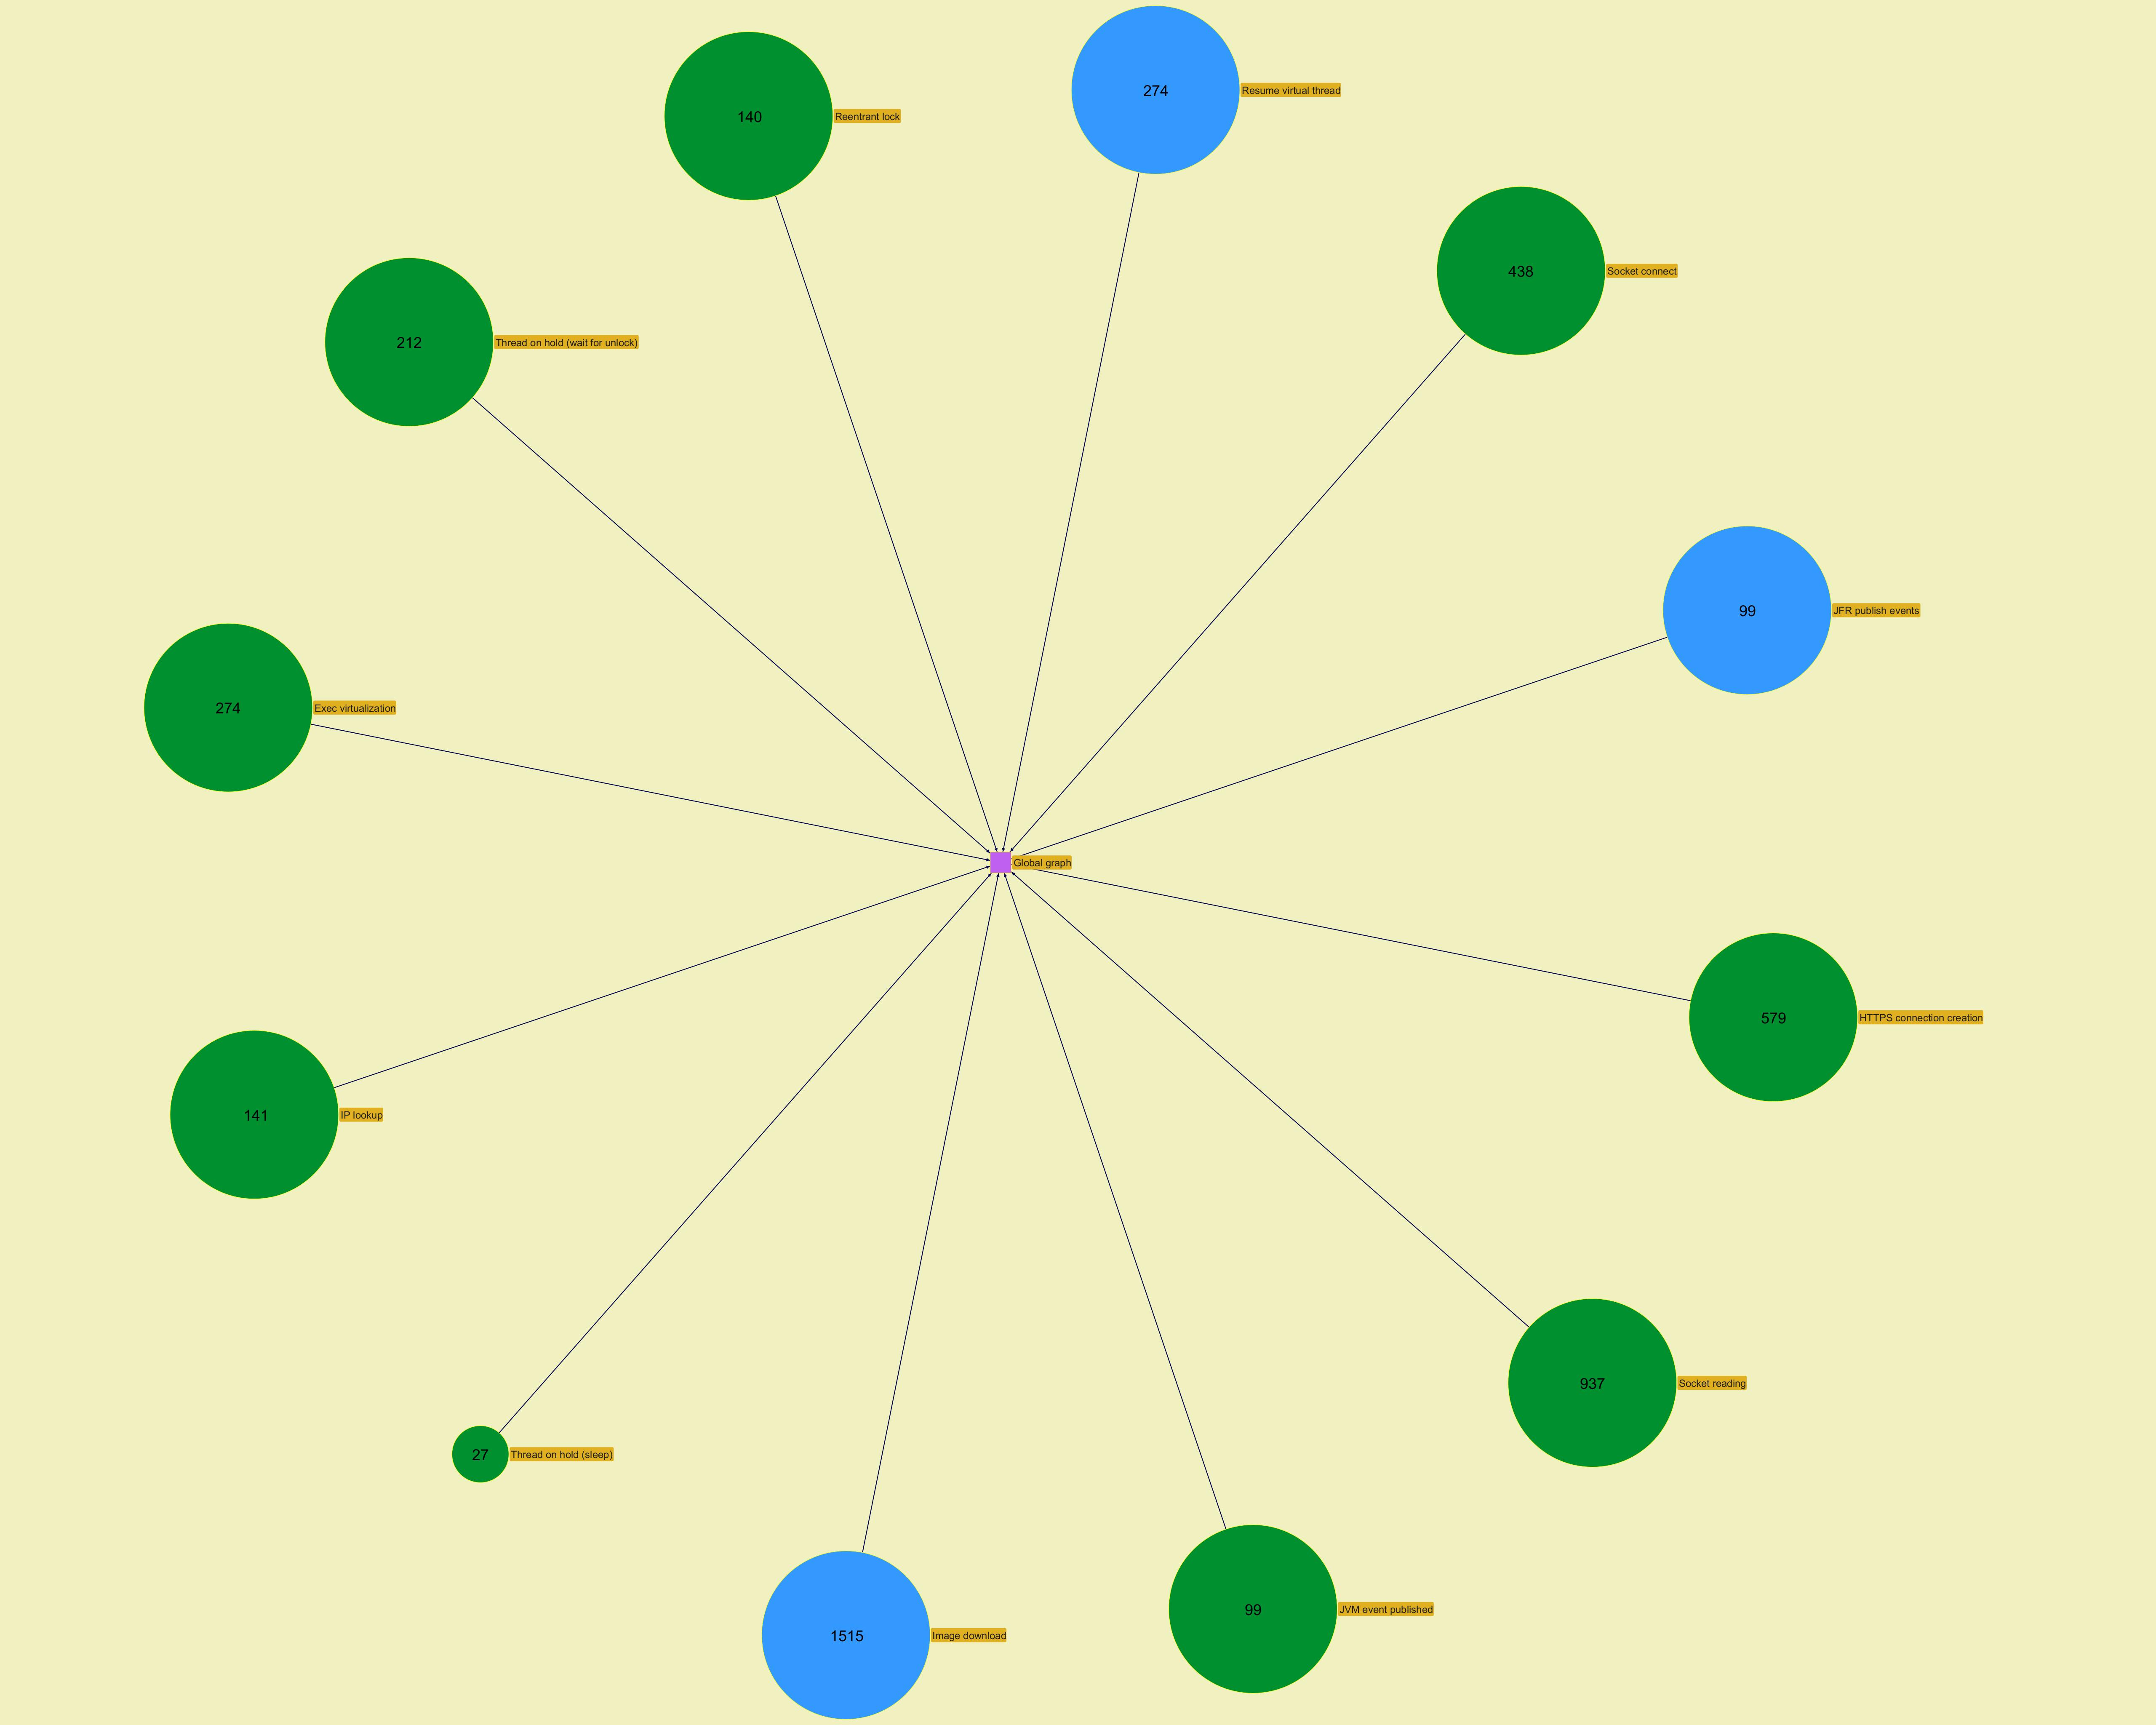 274
Resume virtual thread
140
Reentrant lock
438
Socket connect
212
Thread on hold (wait for unlock)
99
JFR publish events
274
Exec virtualization
Global graph
579
HTTPS connection creation
141
IP lookup
937
Socket reading
27
Thread on hold (sleep)
99
JVM event published
1515
Image download